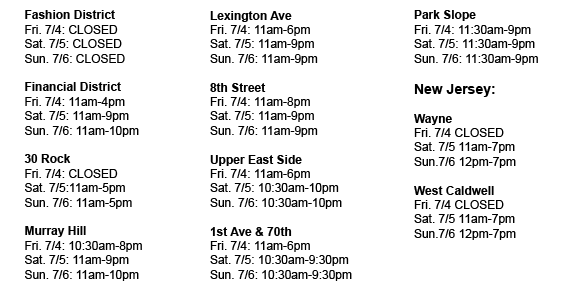 Fashion District
Fri. 7/4: CLOSED
Sat. 7/5: CLOSED
Sun. 7/6: CLOSED
Financial District
Fri. 7/4: 11am-4pm
Sat. 7/5: 11am-9pm
Sun. 7/6: 11am-10pm
30 Rock
Fri. 7/4: CLOSED
Sat. 7/5:11am-5pm
Sun. 7/6: 11am-5pm
Murray Hill
Fri. 7/4: 10:30am-8pm
Sat. 7/5: 11am-9pm
Sun. 7/6: 11am-10pm
Lexington Ave
Fri. 7/4: 11am-6pm
Sat. 7/5: 11am-9pm
Sun. 7/6: 11am-9pm
8th Street
Fri. 7/4: 11am-8pm
Sat. 7/5: 11am-9pm
Sun. 7/6: 11am-9pm
Upper East Side
Fri. 7/4: 11am-6pm
Sat. 7/5: 10:30am-10pm
Sun. 7/6: 10:30am-10pm
1st Ave & 70th
Fri. 7/4: 11am-6pm
Sat. 7/5: 10:30am-9:30pm
Sun. 7/6: 10:30am-9:30pm
Park Slope
Fri. 7/4: 11:30am-9pm
Sat. 7/5: 11:30am-9pm
Sun. 7/6: 11:30am-9pm
New Jersey:
Wayne
Fri. 7/4 CLOSED
Sat. 7/5 11am-7pm
Sun.7/6 12pm-7pm
West Caldwell
Fri. 7/4 CLOSED
Sat. 7/5 11am-7pm
Sun.7/6 12pm-7pm